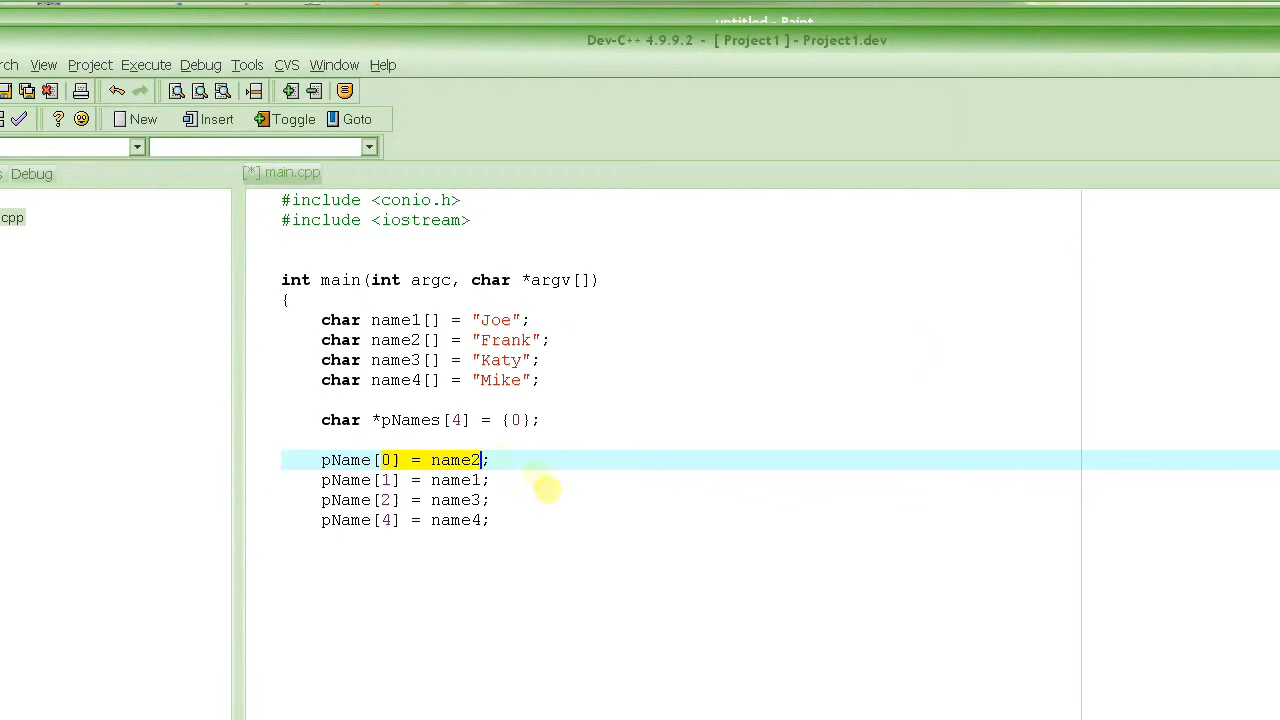 untitled - Paint
Dev-C++ 4.9.9.2 - [ Project1 ] - Project1.dev
rch View Project Execute Debug Tools CVS Window Help
New Insert Toggle Goto
s Debug
[*] main.cpp
cpp
#include <conio.h>
#include <iostream>
int main(int argc, char *argv[])
{
char name1[] = "Joe";
char name2[] = "Frank";
char name3[] = "Katy";
char name4[] = "Mike";
char *pNames[4] = {0};
pName[0] = name2;
pName[1] = name1;
pName[2] = name3;
pName[4] = name4;